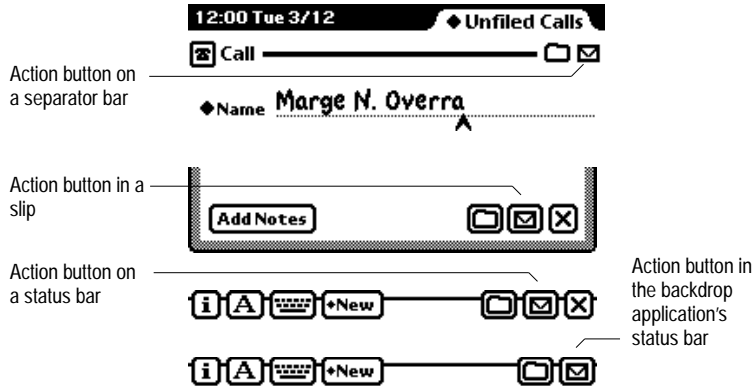 12:00 Tue 3/12
◆Unfiled Calls
Call
Action button on
a separator bar
◆Name Marge N. Overra
Action button in a
slip
Add Notes
Action button on
a status bar
Action button in
the backdrop
application's
status bar
i A ◆New
i A ◆New